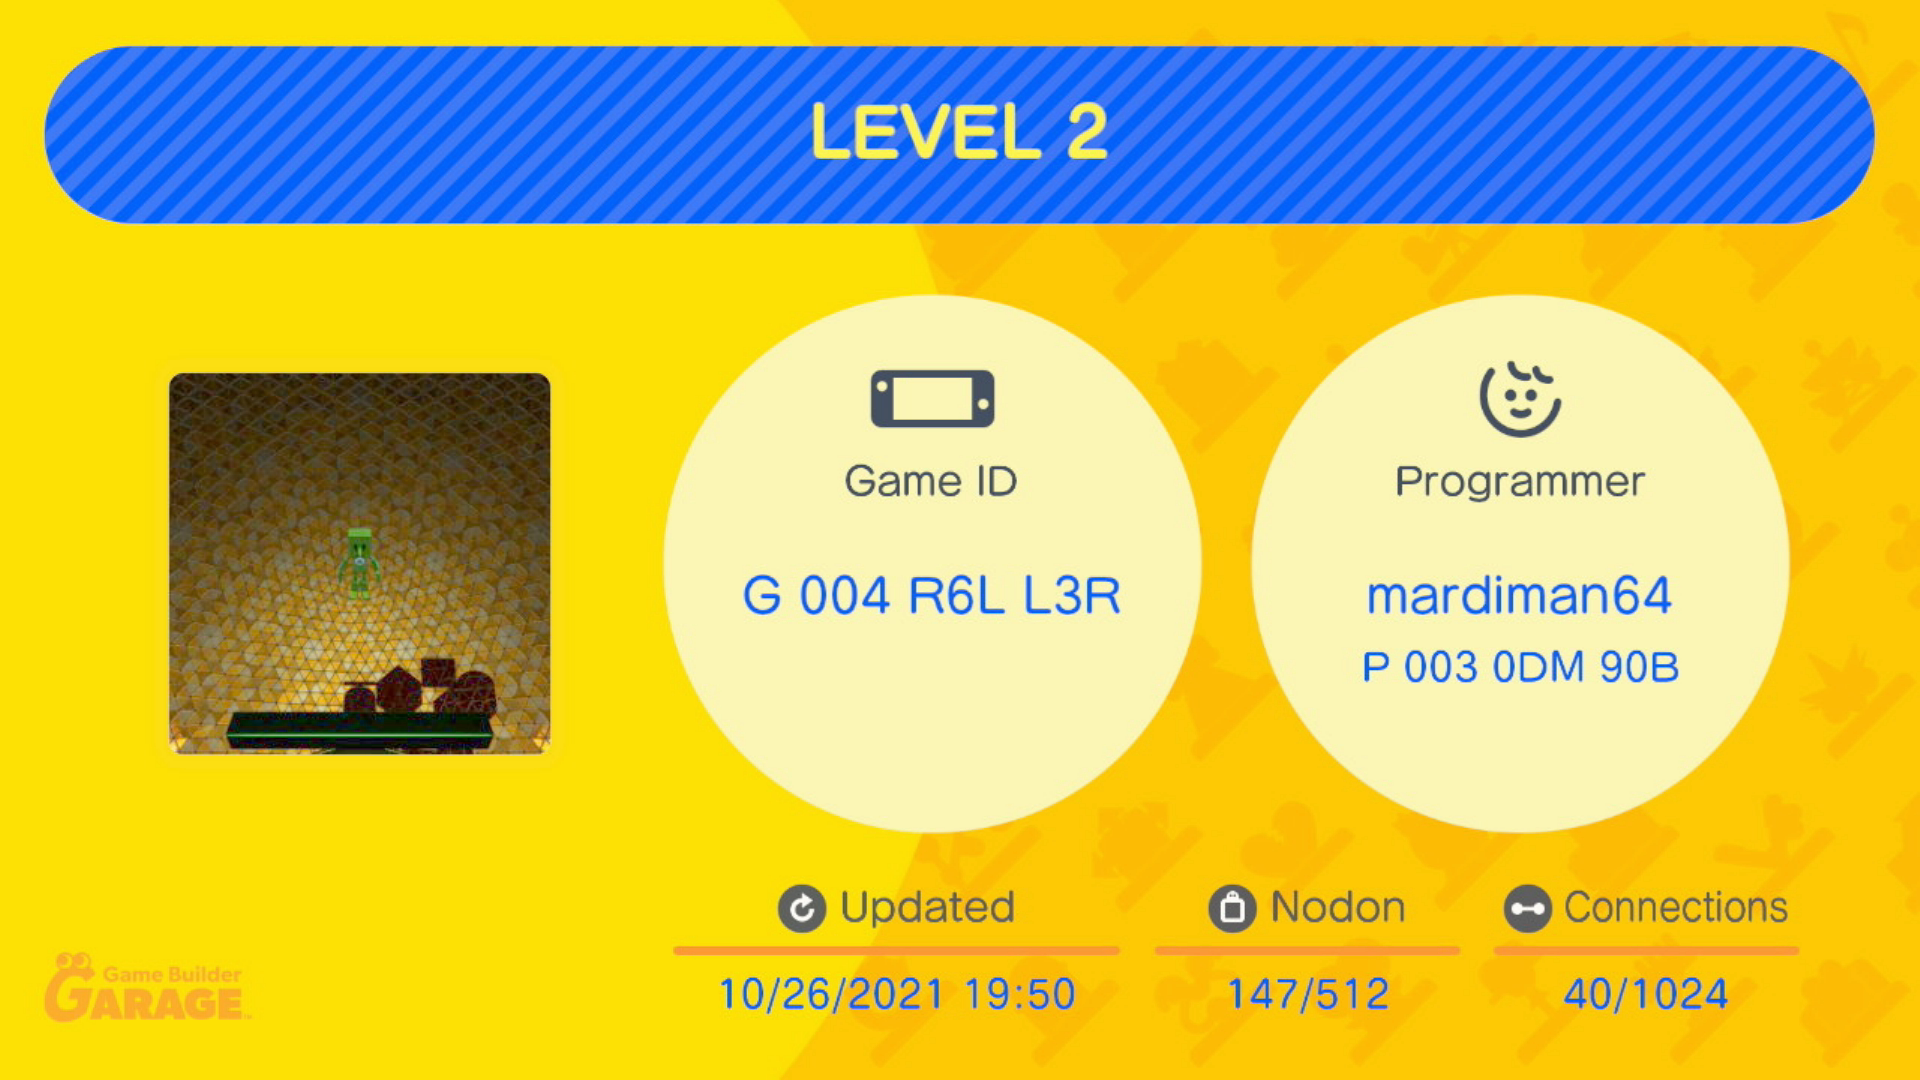 LEVEL 2
Game ID
G 004 R6L L3R
Programmer
mardiman64
P 003 0DM 90B
Updated
10/26/2021 19:50
Nodon
147/512
Connections
40/1024
Game Builder
GARAGE